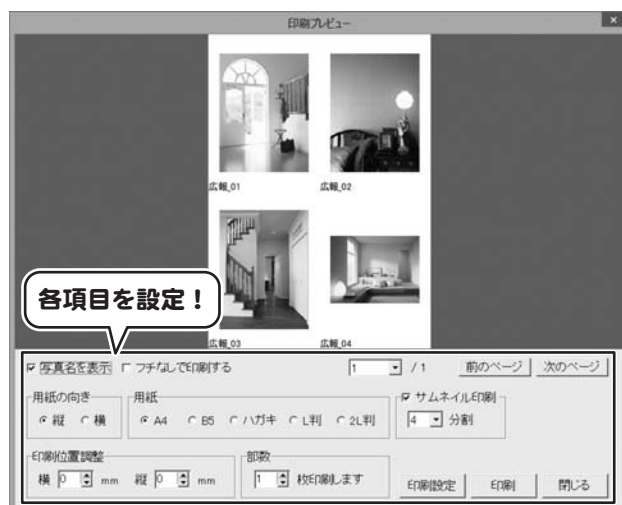 印刷プレビュー
広報_01 広報_02
広報_03 広報_04
各項目を設定！
写真名を表示 フチなしで印刷する 1 / 1 前のページ 次のページ
用紙の向き 用紙 サムネイル印刷
縦 横 A4 B5 ハガキ L判 2L判 4 分割
印刷位置調整 部数
横 0 mm 縦 0 mm 1 枚印刷します 印刷設定 印刷 閉じる